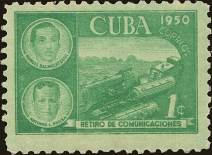 CUBA
1950
CORREOS
1¢
RETIRO DE COMUNICACIONES